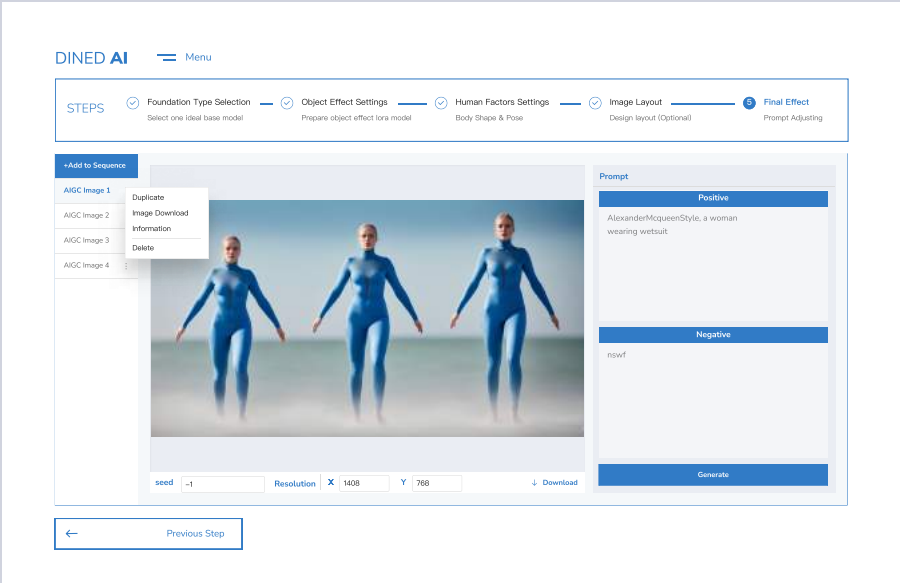 DINED AI
Menu
STEPS
Foundation Type Selection
Select one ideal base model
Object Effect Settings
Prepare object effect lora model
Human Factors Settings
Body Shape & Pose
Image Layout
Design layout (Optional)
5
Final Effect
Prompt Adjusting
+Add to Sequence
AIGC Image 1
AIGC Image 2
AIGC Image 3
AIGC Image 4
Duplicate
Image Download
Information
Delete
Prompt
Positive
AlexanderMcqueenStyle, a woman
wearing wetsuit
Negative
nswf
Generate
seed
-1
Resolution
X
1408
Y
768
Download
Previous Step